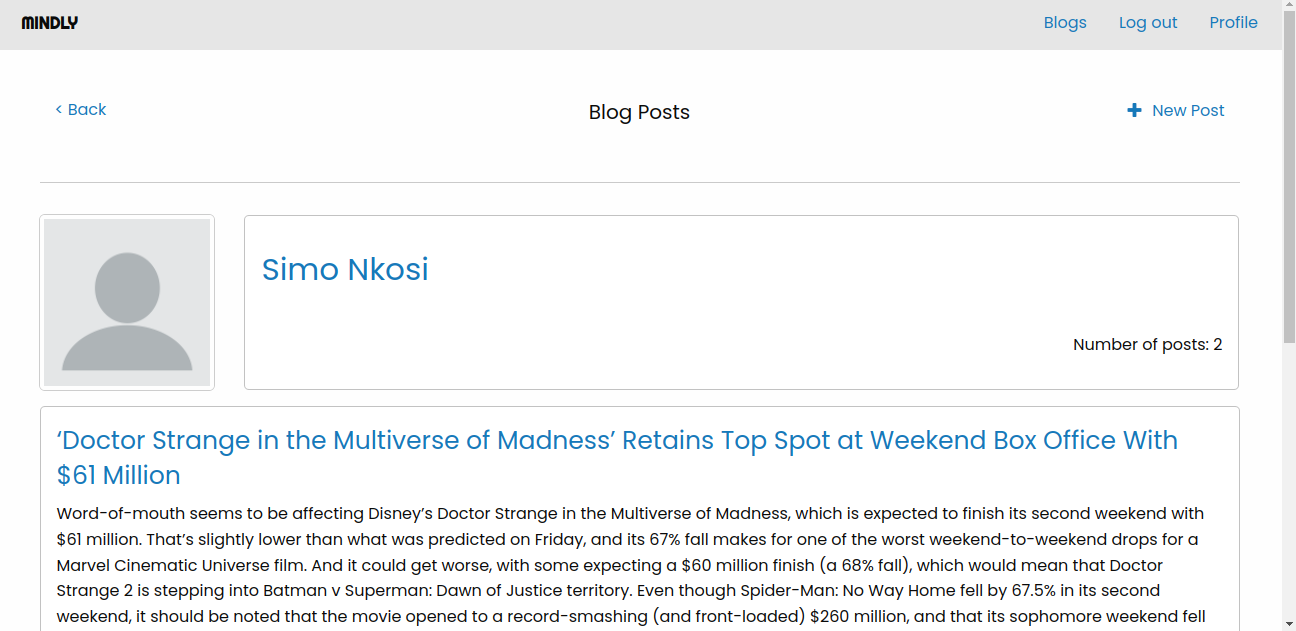 MINDLY
Blogs Log out Profile
< Back
Blog Posts
+ New Post
Simo Nkosi
Number of posts: 2
‘Doctor Strange in the Multiverse of Madness’ Retains Top Spot at Weekend Box Office With
$61 Million
Word-of-mouth seems to be affecting Disney’s Doctor Strange in the Multiverse of Madness, which is expected to finish its second weekend with
$61 million. That’s slightly lower than what was predicted on Friday, and its 67% fall makes for one of the worst weekend-to-weekend drops for a
Marvel Cinematic Universe film. And it could get worse, with some expecting a $60 million finish (a 68% fall), which would mean that Doctor
Strange 2 is stepping into Batman v Superman: Dawn of Justice territory. Even though Spider-Man: No Way Home fell by 67.5% in its second
weekend, it should be noted that the movie opened to a record-smashing (and front-loaded) $260 million, and that its sophomore weekend fell